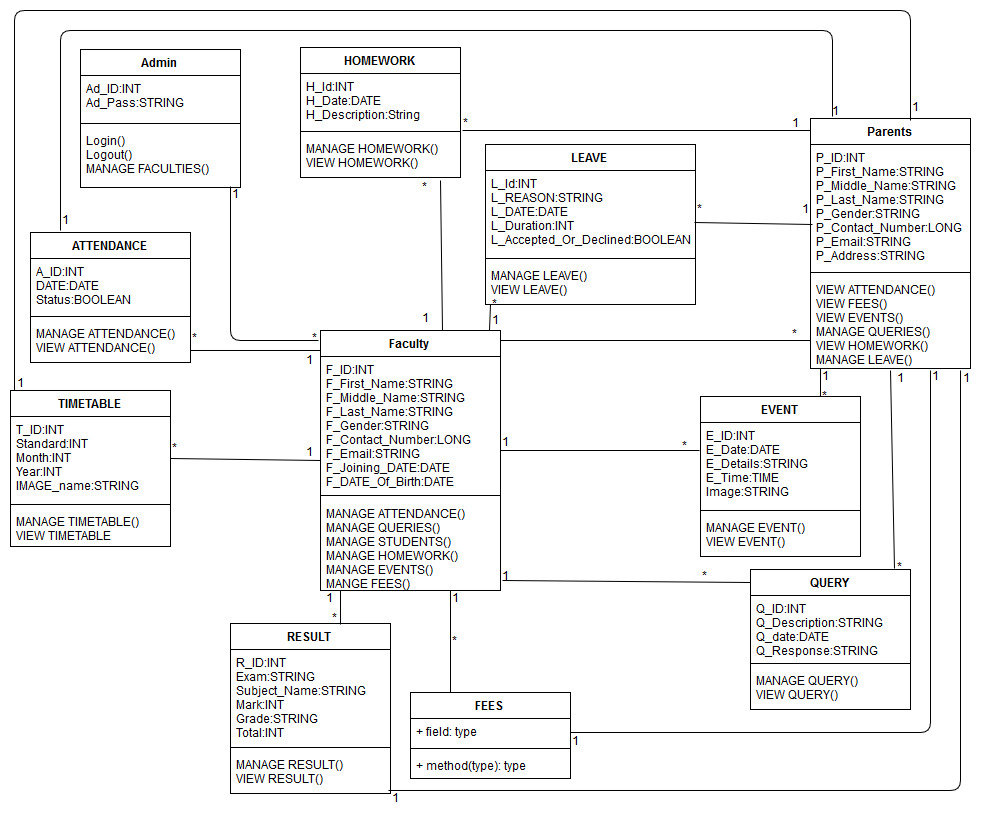 Admin
Ad_ID:INT
Ad_Pass:STRING
Login()
Logout()
MANAGE FACULTIES()
1
HOMEWORK
H_Id:INT
H_Date:DATE
H_Description:String
MANAGE HOMEWORK()
VIEW HOMEWORK()
*
1
*
1
LEAVE
L_Id:INT
L_REASON:STRING
L_DATE:DATE
L_Duration:INT
L_Accepted_Or_Declined:BOOLEAN
MANAGE LEAVE()
VIEW LEAVE()
*
1
*
1
1
1
Parents
P_ID:INT
P_First_Name:STRING
P_Middle_Name:STRING
P_Last_Name:STRING
P_Gender:STRING
P_Contact_Number:LONG
P_Email:STRING
P_Address:STRING
VIEW ATTENDANCE()
VIEW FEES()
VIEW EVENTS()
MANAGE QUERIES()
VIEW HOMEWORK()
MANAGE LEAVE()
*
1
1
1
1
1
ATTENDANCE
A_ID:INT
DATE:DATE
Status:BOOLEAN
MANAGE ATTENDANCE()
VIEW ATTENDANCE()
*
*
1
1
TIMETABLE
T_ID:INT
Standard:INT
Month:INT
Year:INT
IMAGE_name:STRING
MANAGE TIMETABLE()
VIEW TIMETABLE
*
1
Faculty
F_ID:INT
F_First_Name:STRING
F_Middle_Name:STRING
F_Last_Name:STRING
F_Gender:STRING
F_Contact_Number:LONG
F_Email:STRING
F_Joining_DATE:DATE
F_DATE_Of_Birth:DATE
MANAGE ATTENDANCE()
MANAGE QUERIES()
MANAGE STUDENTS()
MANAGE HOMEWORK()
MANAGE EVENTS()
MANGE FEES()
1
*
*
EVENT
E_ID:INT
E_Date:DATE
E_Details:STRING
E_Time:TIME
Image:STRING
MANAGE EVENT()
VIEW EVENT()
1
*
*
QUERY
Q_ID:INT
Q_Description:STRING
Q_date:DATE
Q_Response:STRING
MANAGE QUERY()
VIEW QUERY()
1
*
RESULT
R_ID:INT
Exam:STRING
Subject_Name:STRING
Mark:INT
Grade:STRING
Total:INT
MANAGE RESULT()
VIEW RESULT()
1
1
*
FEES
+ field: type
+ method(type): type
1